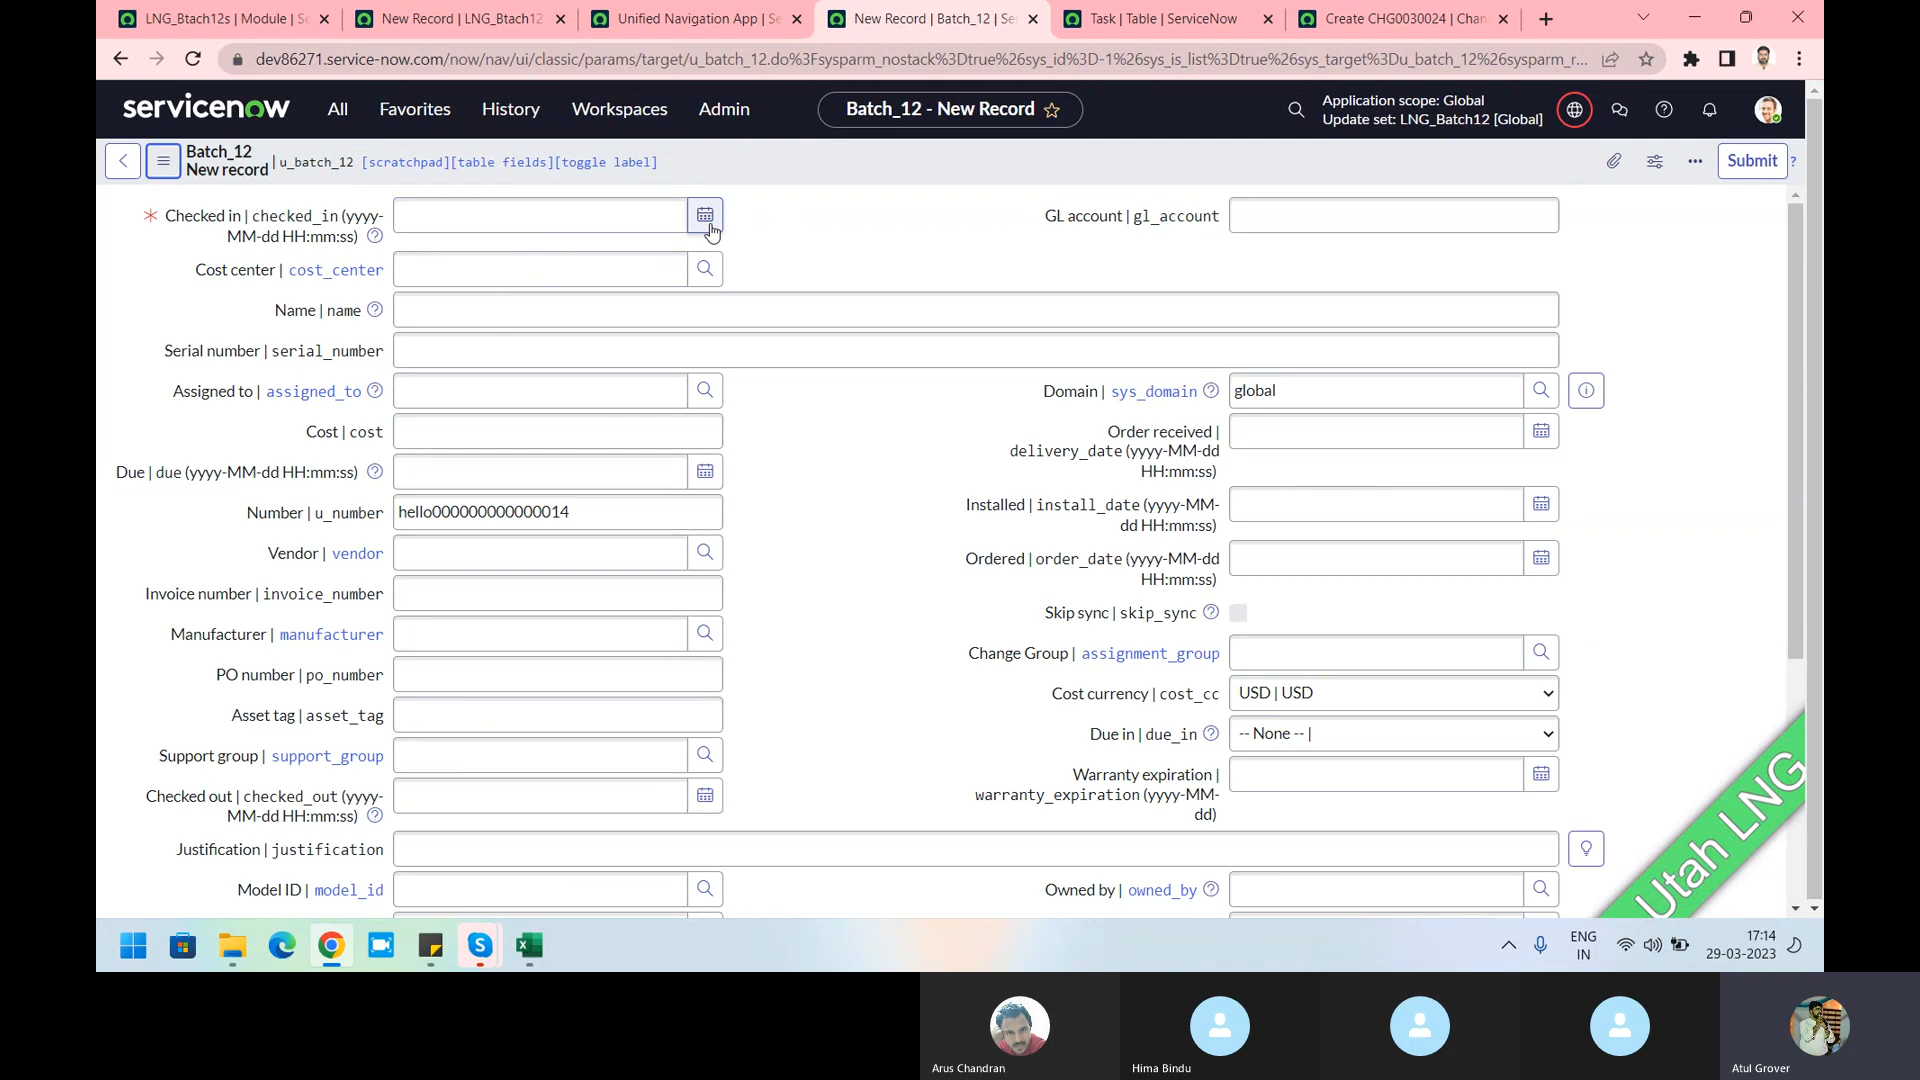 LNG_Btach12s | Module | S
New Record | LNG_Btach12
Unified Navigation App | Se
New Record | Batch_12 | Se
Task | Table | ServiceNow
Create CHG0030024 | Chan
dev86271.service-now.com/now/nav/ui/classic/params/target/u_batch_12.do%3Fsysparm_nostack%3Dtrue%26sys_id%3D-1%26sys_is_list%3Dtrue%26sys_target%3Du_batch_12%26sysparm_r...
servicenow
All
Favorites
History
Workspaces
Admin
Batch_12 - New Record
Application scope: Global
Update set: LNG_Batch12 [Global]
Batch_12
New record
| u_batch_12 [scratchpad][table fields][toggle label]
Submit
?
Checked in | checked_in (yyyy-
MM-dd HH:mm:ss)
GL account | gl_account
Cost center | cost_center
Name | name
Serial number | serial_number
Assigned to | assigned_to
Domain | sys_domain
global
Cost | cost
Order received |
delivery_date (yyyy-MM-dd
HH:mm:ss)
Due | due (yyyy-MM-dd HH:mm:ss)
Number | u_number
hello000000000000014
Installed | install_date (yyyy-MM-
dd HH:mm:ss)
Vendor | vendor
Ordered | order_date (yyyy-MM-dd
HH:mm:ss)
Invoice number | invoice_number
Skip sync | skip_sync
Manufacturer | manufacturer
Change Group | assignment_group
PO number | po_number
Cost currency | cost_cc
USD | USD
Asset tag | asset_tag
Due in | due_in
-- None -- |
Support group | support_group
Warranty expiration |
warranty_expiration (yyyy-MM-
dd)
Checked out | checked_out (yyyy-
MM-dd HH:mm:ss)
Justification | justification
Model ID | model_id
Owned by | owned_by
Utah LNG
ENG
IN
17:14
29-03-2023
Arus Chandran
Hima Bindu
Atul Grover